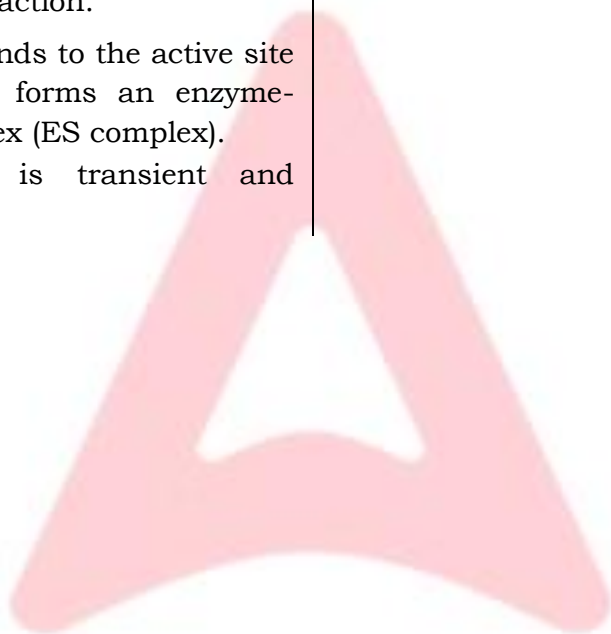 action.
nds to the active site
forms an enzyme-
ex (ES complex).
is transient and